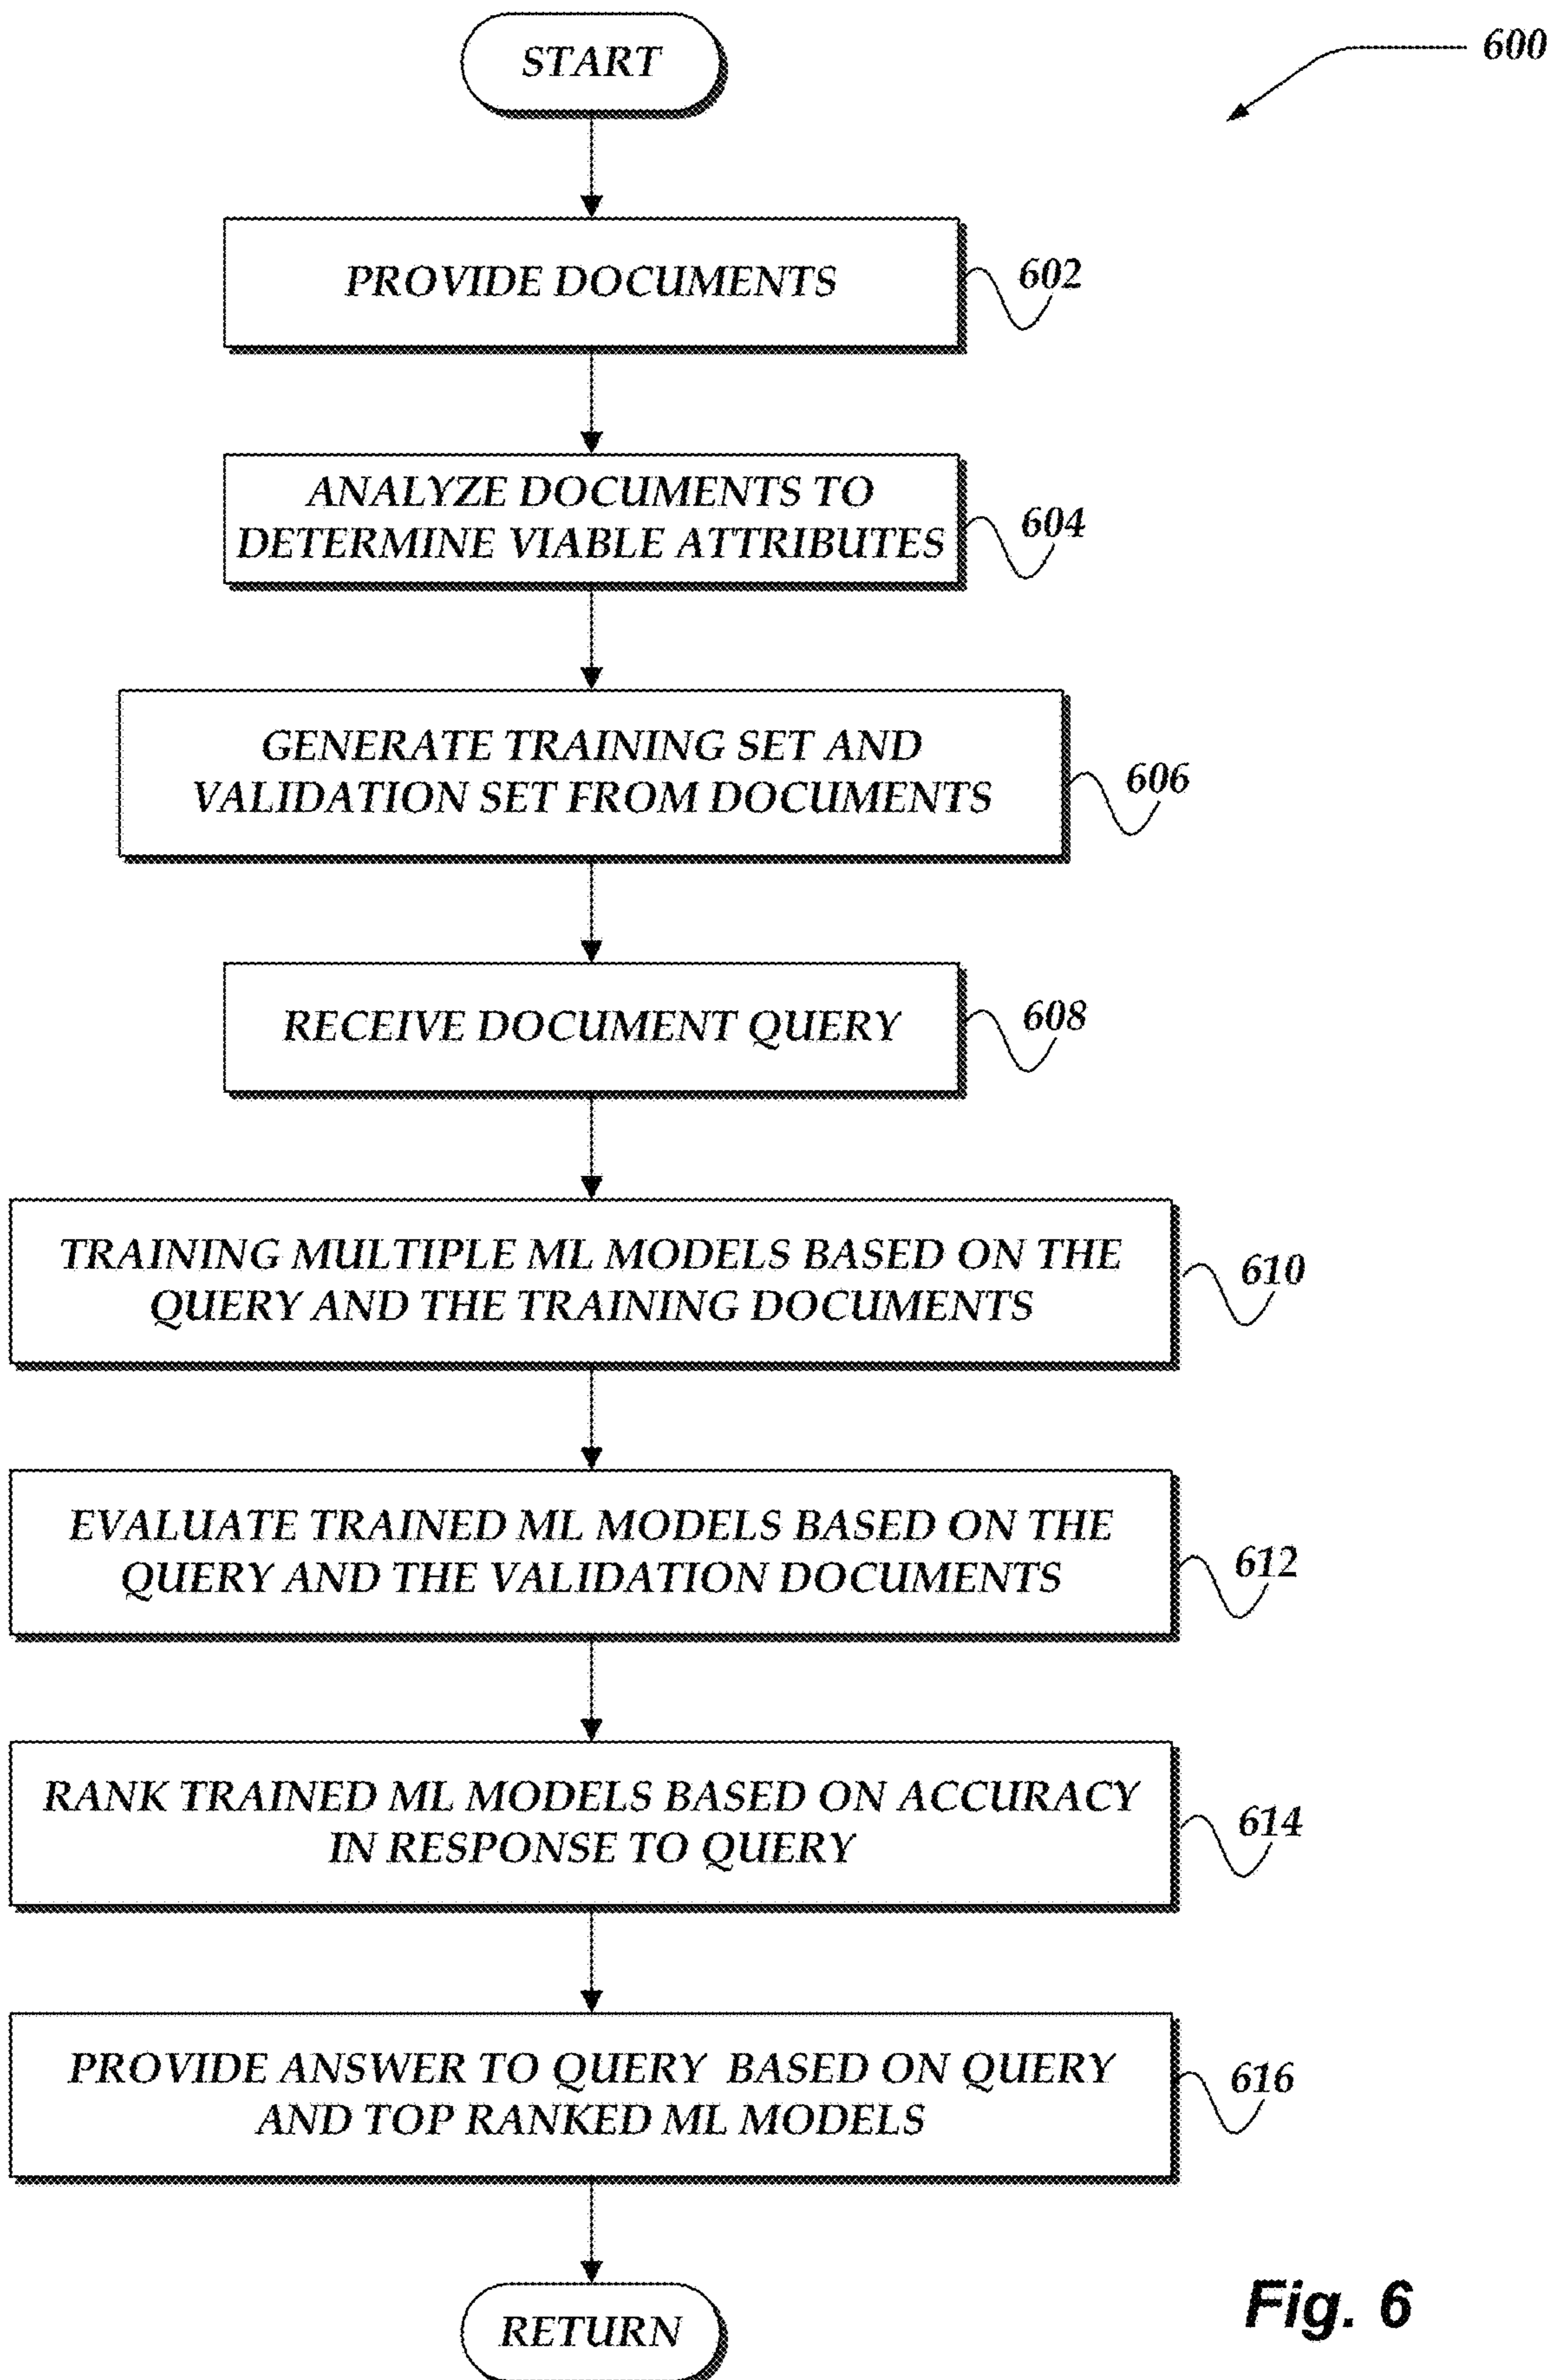 START
600
PROVIDE DOCUMENTS
602
ANALYZE DOCUMENTS TO
DETERMINE VIABLE ATTRIBUTES
604
GENERATE TRAINING SET AND
VALIDATION SET FROM DOCUMENTS
606
RECEIVE DOCUMENT QUERY
608
TRAINING MULTIPLE ML MODELS BASED ON THE
QUERY AND THE TRAINING DOCUMENTS
610
EVALUATE TRAINED ML MODELS BASED ON THE
QUERY AND THE VALIDATION DOCUMENTS
612
RANK TRAINED ML MODELS BASED ON ACCURACY
IN RESPONSE TO QUERY
614
PROVIDE ANSWER TO QUERY BASED ON QUERY
AND TOP RANKED ML MODELS
616
RETURN
Fig. 6